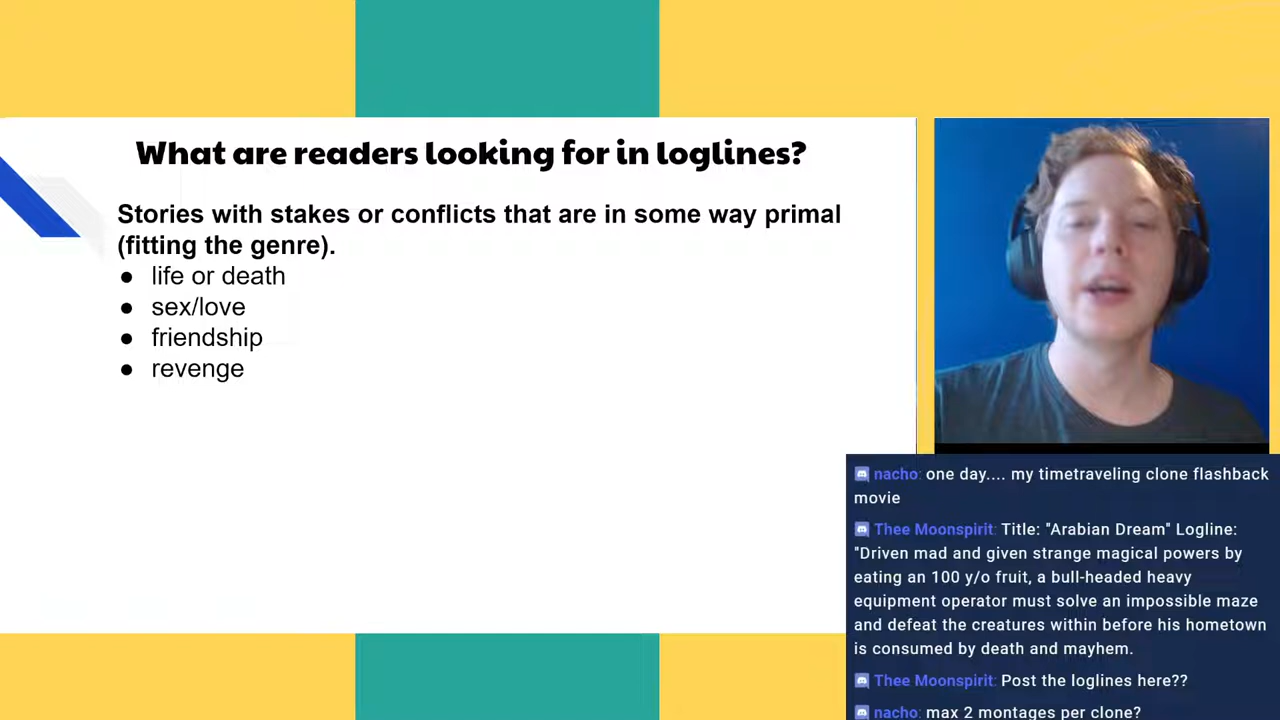 What are readers looking for in loglines?
Stories with stakes or conflicts that are in some way primal
(fitting the genre).
● life or death
● sex/love
● friendship
● revenge
nacho: one day.... my timetraveling clone flashback
movie
Thee Moonspirit: Title: "Arabian Dream" Logline:
"Driven mad and given strange magical powers by
eating an 100 y/o fruit, a bull-headed heavy
equipment operator must solve an impossible maze
and defeat the creatures within before his hometown
is consumed by death and mayhem.
Thee Moonspirit: Post the loglines here??
nacho: max 2 montages per clone?